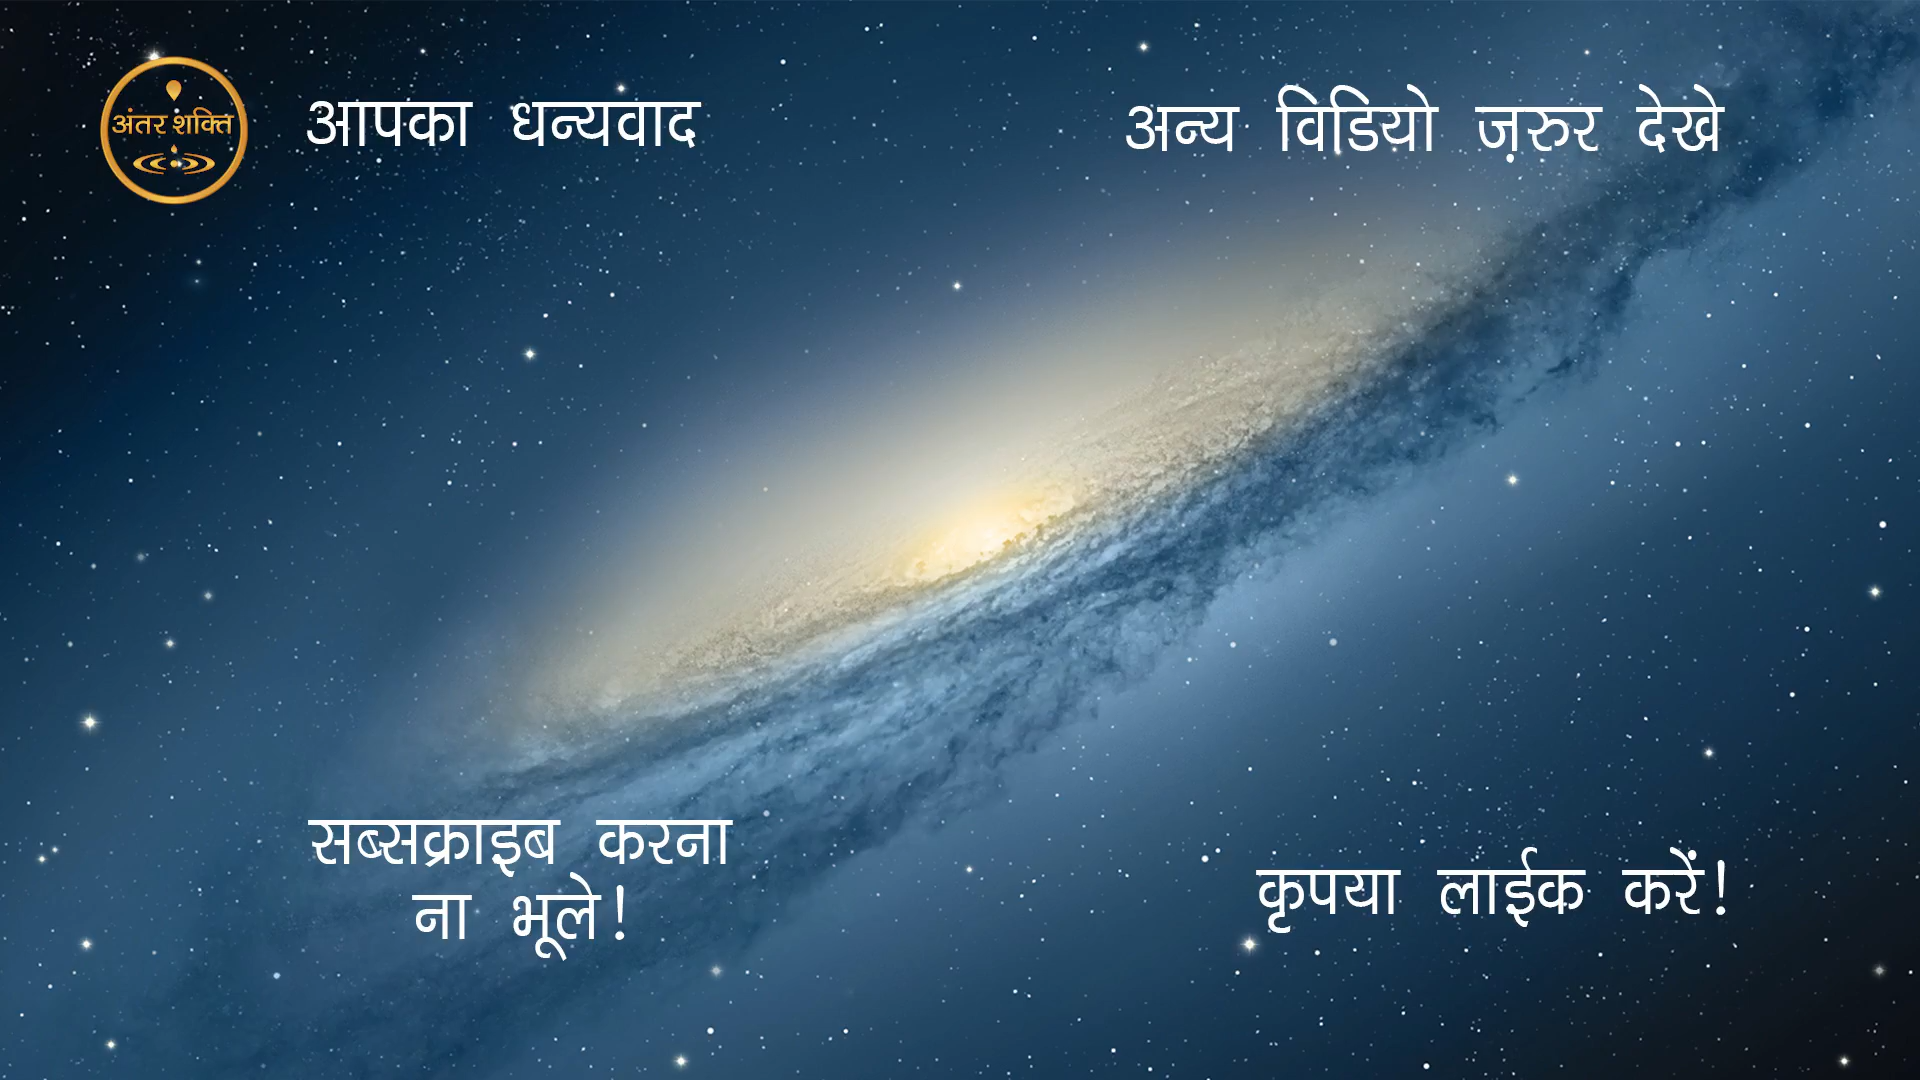 अंतर शक्ति
आपका धन्यवाद
अन्य विडियो ज़रुर देखे
सब्सक्राइब करना
ना भूले!
कृपया लाईक करें!